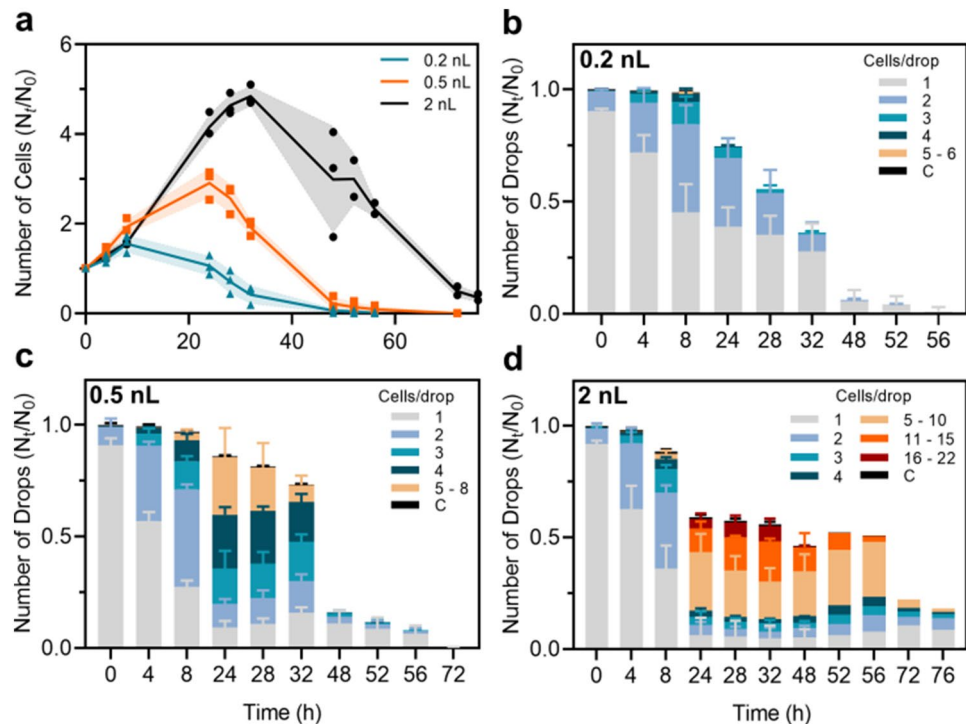 a
Number of Cells (Nt/N0)
6
4
2
0
0 20 40 60
0.2 nL
0.5 nL
2 nL
b
Number of Drops (Nt/N0)
0.2 nL
1.0
0.5
0.0
Cells/drop
1
2
3
4
5 - 6
C
0 4 8 24 28 32 48 52 56
c
Number of Drops (Nt/N0)
0.5 nL
1.0
0.5
0.0
Cells/drop
1
2
3
4
5 - 8
C
0 4 8 24 28 32 48 52 56 72
Time (h)
d
Number of Drops (Nt/N0)
2 nL
1.0
0.5
0.0
Cells/drop
1
2
3
4
5 - 10
11 - 15
16 - 22
C
0 4 8 24 28 32 48 52 56 72 76
Time (h)